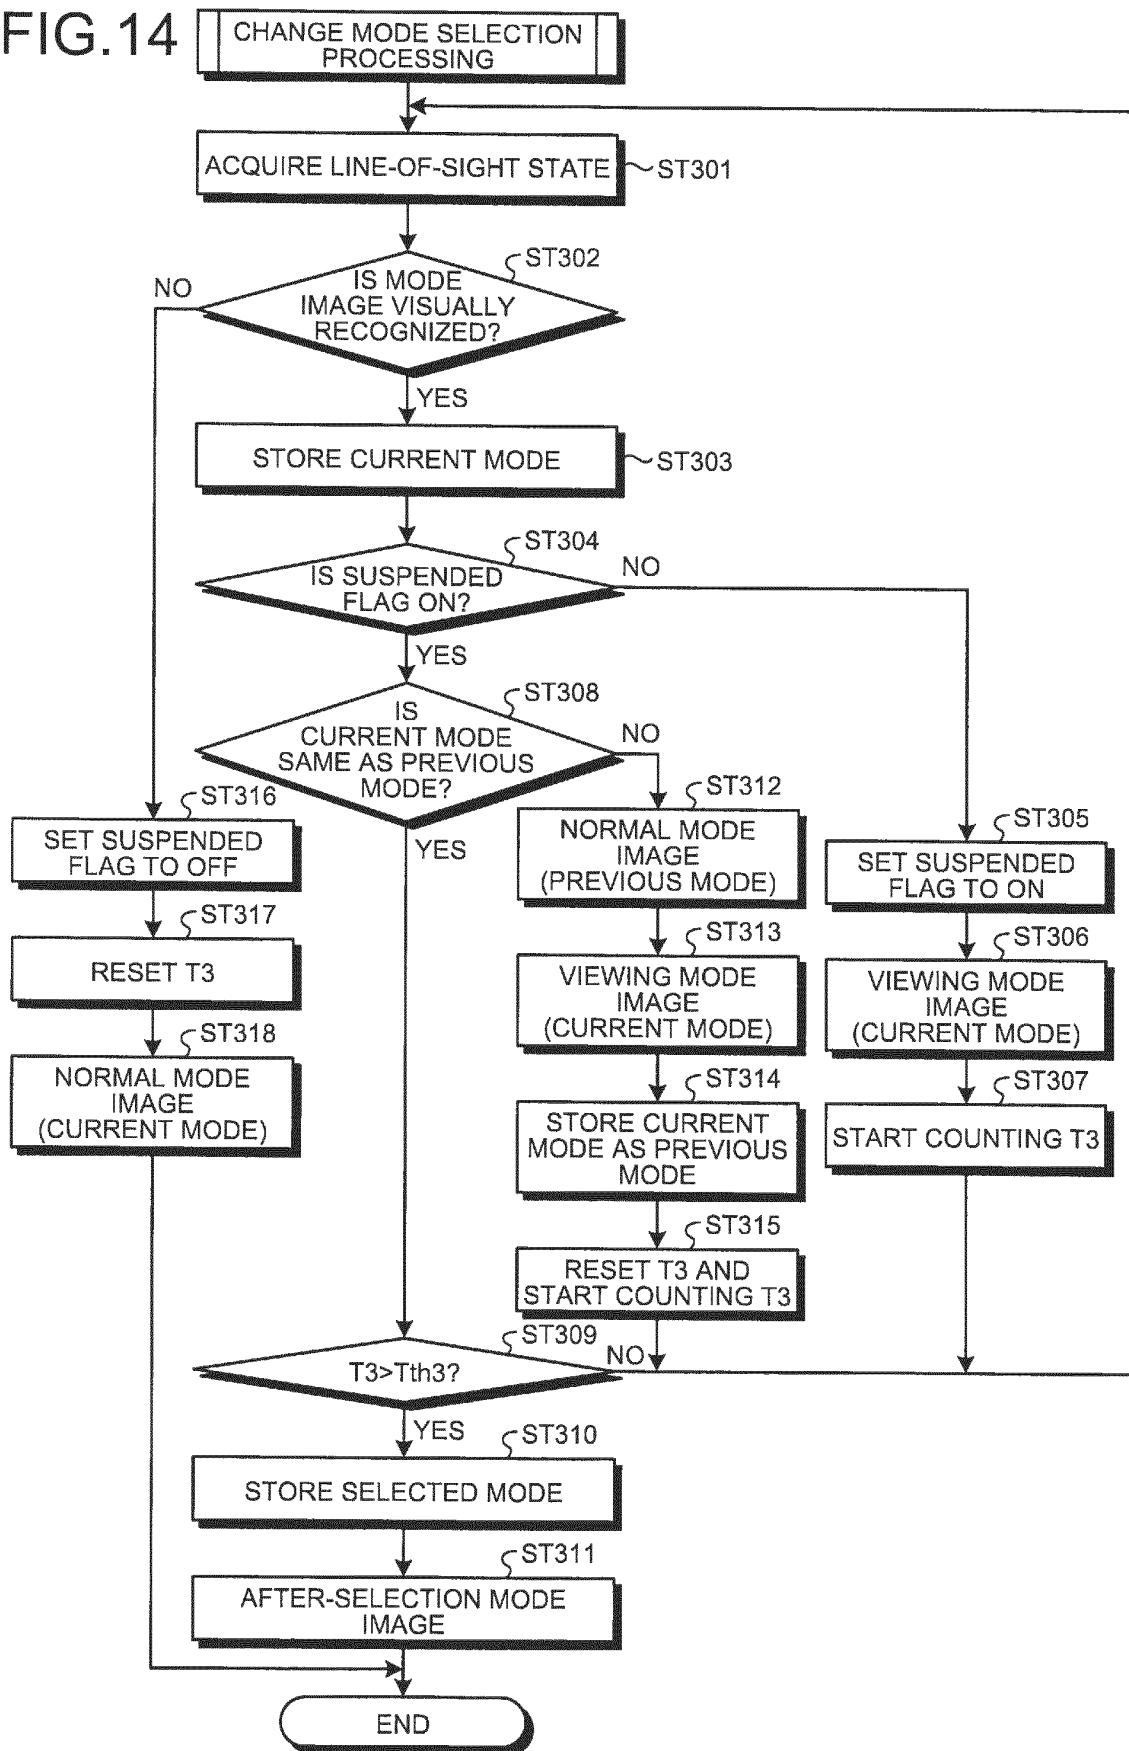 FIG.14
CHANGE MODE SELECTION
PROCESSING
ACQUIRE LINE-OF-SIGHT STATE
ST301
ST302
IS MODE
IMAGE VISUALLY
RECOGNIZED?
NO
YES
STORE CURRENT MODE
ST303
ST304
IS SUSPENDED
FLAG ON?
NO
YES
ST308
IS
CURRENT MODE
SAME AS PREVIOUS
MODE?
NO
YES
ST316
SET SUSPENDED
FLAG TO OFF
ST317
RESET T3
ST318
NORMAL MODE
IMAGE
(CURRENT MODE)
ST312
NORMAL MODE
IMAGE
(PREVIOUS MODE)
ST313
VIEWING MODE
IMAGE
(CURRENT MODE)
ST314
STORE CURRENT
MODE AS PREVIOUS
MODE
ST315
RESET T3 AND
START COUNTING T3
ST305
SET SUSPENDED
FLAG TO ON
ST306
VIEWING MODE
IMAGE
(CURRENT MODE)
ST307
START COUNTING T3
ST309
T3>Tth3?
NO
YES
ST310
STORE SELECTED MODE
ST311
AFTER-SELECTION MODE
IMAGE
END